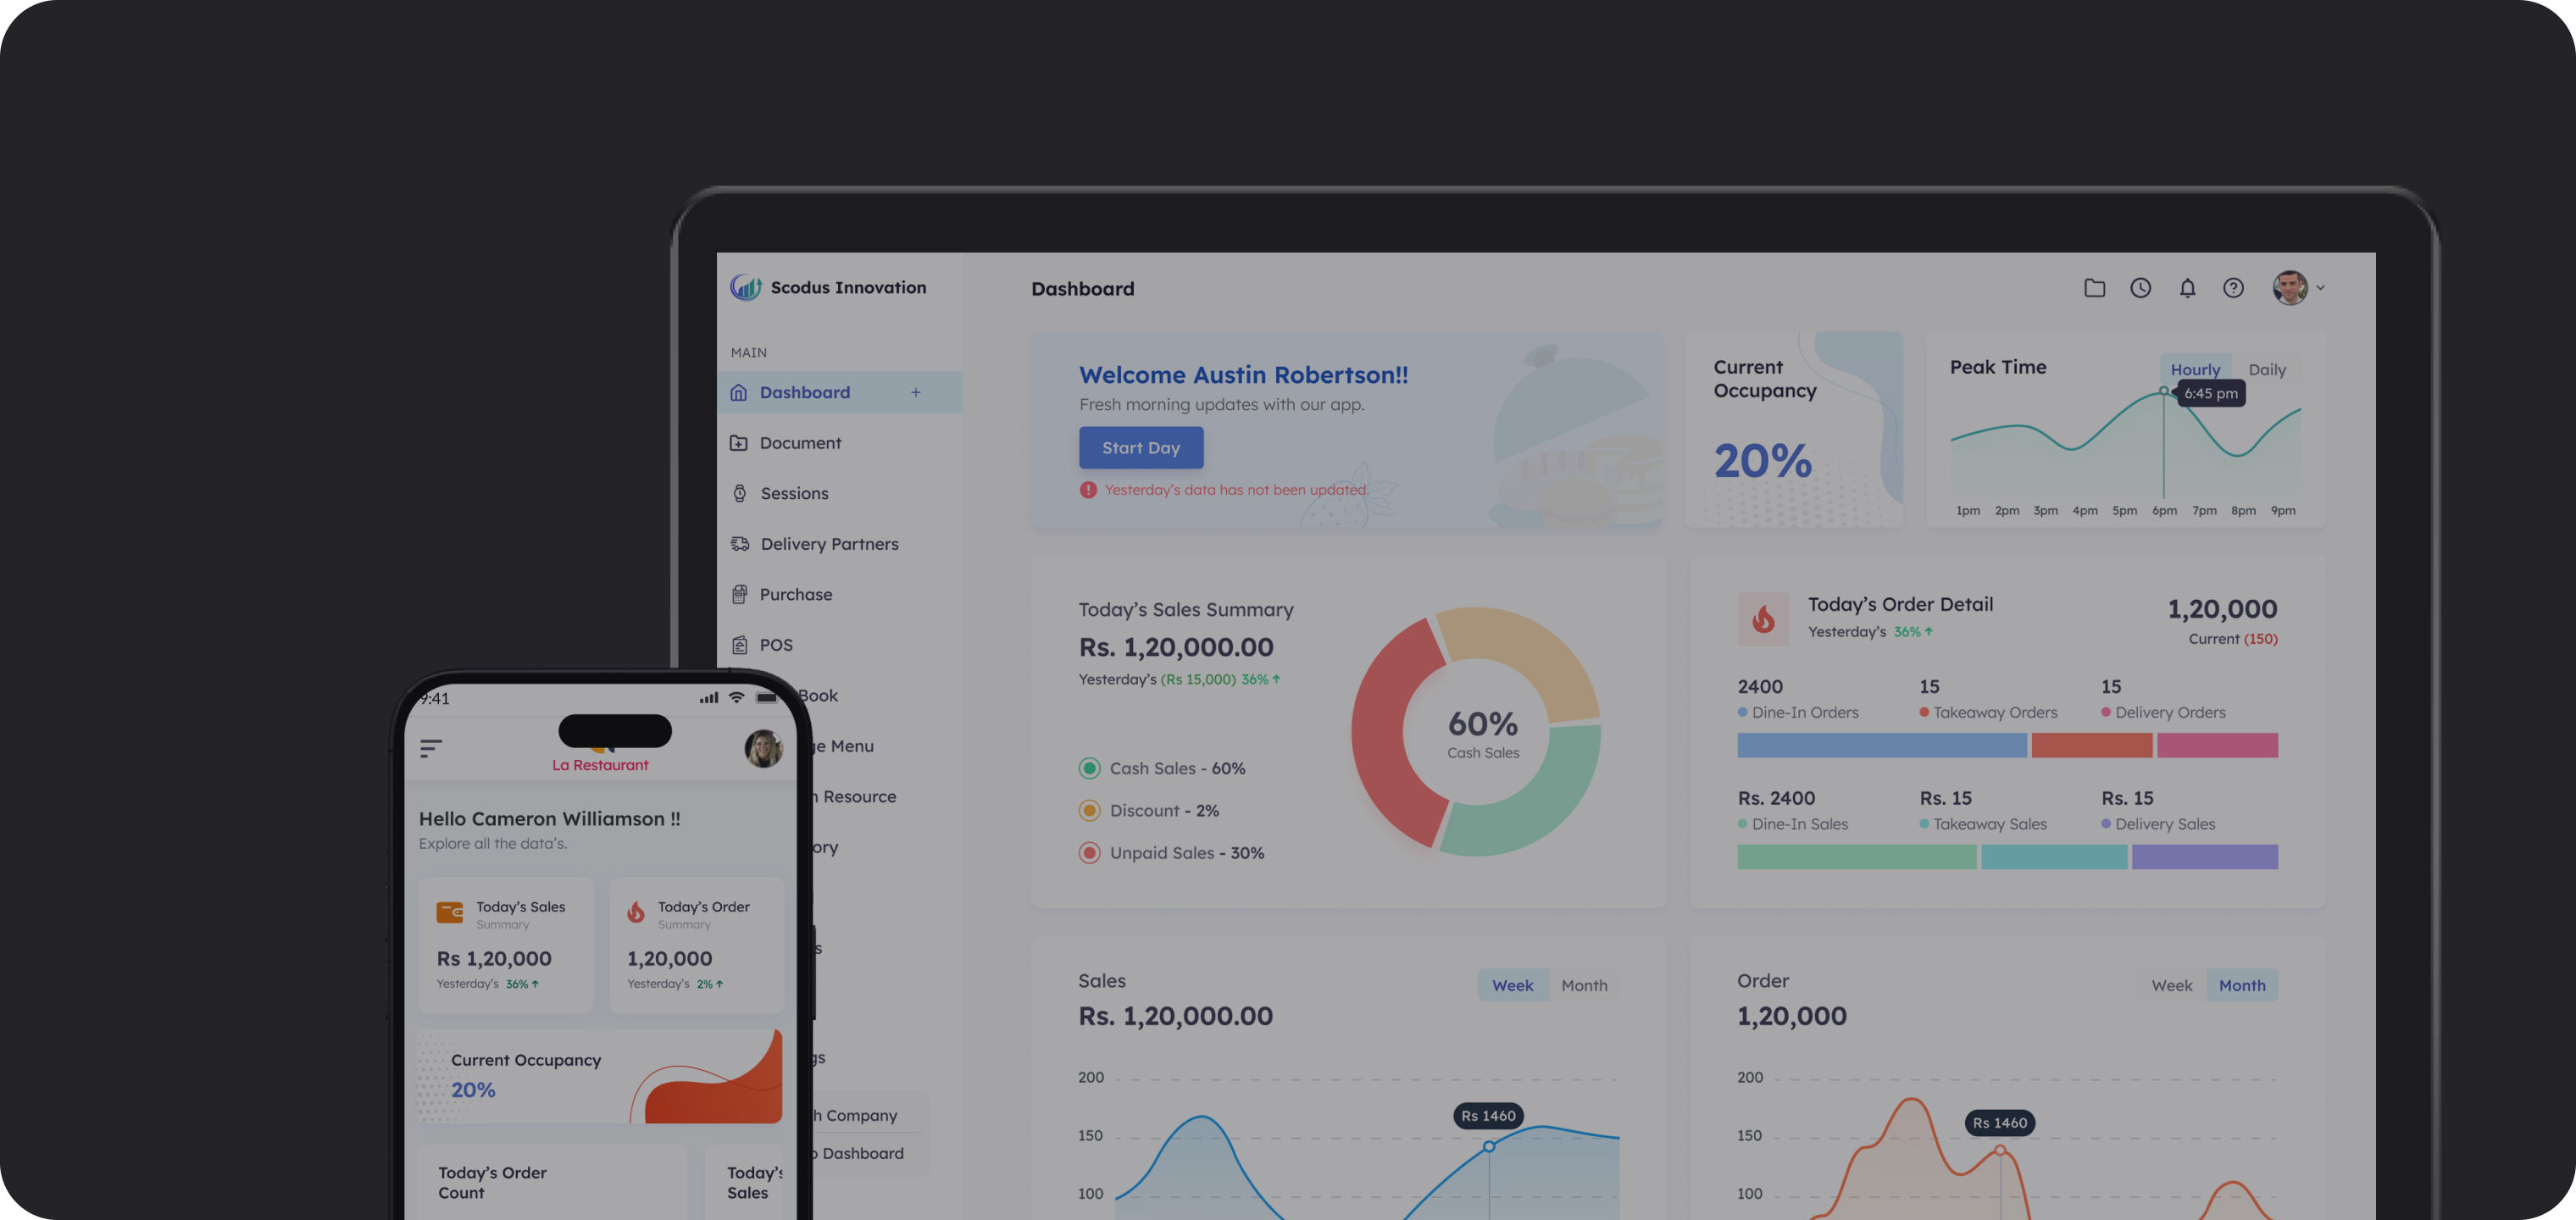 Scodus Innovation
MAIN
Dashboard
+
Document
Sessions
Delivery Partners
Purchase
POS
Book
Menu
Resource
Company
Dashboard
Dashboard
Welcome Austin Robertson!!
Fresh morning updates with our app.
Start Day
Yesterday's data has not been updated.
Current
Occupancy
20%
Peak Time
Hourly
Daily
6:45 pm
1pm 2pm 3pm 4pm 5pm 6pm 7pm 8pm 9pm
Today's Sales Summary
Rs. 1,20,000.00
Yesterday's (Rs 15,000) 36% ↑
Cash Sales - 60%
Discount - 2%
Unpaid Sales - 30%
60%
Cash Sales
Today's Order Detail
Yesterday's 36% ↑
1,20,000
Current (150)
2400 15 15
Dine-In Orders Takeaway Orders Delivery Orders
Rs. 2400 Rs. 15 Rs. 15
Dine-In Sales Takeaway Sales Delivery Sales
Sales
Week Month
Rs. 1,20,000.00
200
150
100
Rs 1460
Order
Week Month
1,20,000
200
150
100
Rs 1460
9:41
La Restaurant
Hello Cameron Williamson !!
Explore all the data's.
Today's Sales
Summary
Rs 1,20,000
Yesterday's 36% ↑
Today's Order
Summary
1,20,000
Yesterday's 2% ↑
Current Occupancy
20%
Today's Order
Count
Today's
Sales